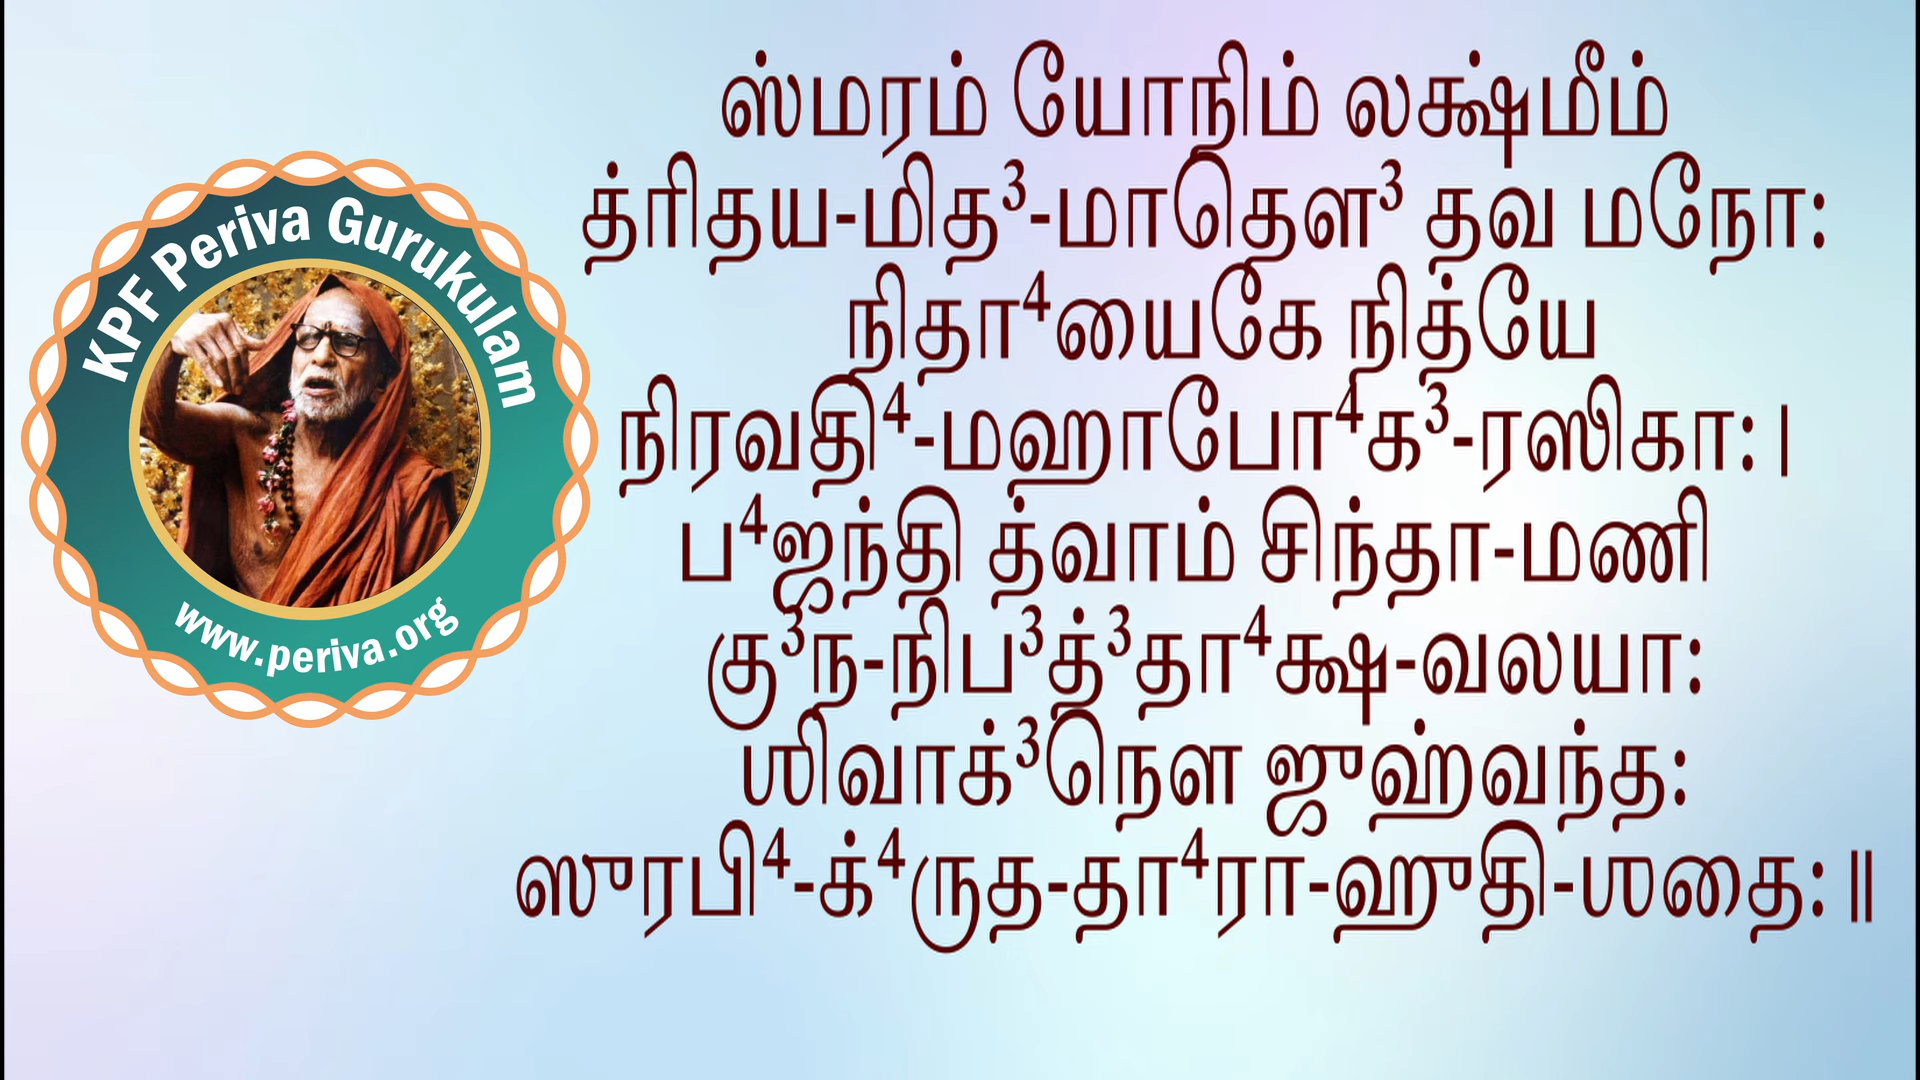 KPF Periva Gurukulam
www.periva.org
ஸ்மரம் யோநிம் லக்ஷ்மீம்
த்ரிதய-மித³-மாதௌ³ தவ மநோ:
நிதா⁴யைகே நித்யே
நிரவதி⁴-மஹாபோ⁴க³-ரஸிகா: |
ப⁴ஜந்தி த்வாம் சிந்தா-மணி
கு³ந-நிப³த்³தா⁴க்ஷ-வலயா:
ஶிவாக்³நௌ ஜுஹ்வந்த:
ஸுரபி⁴-க்⁴ருத-தா⁴ரா-ஹுதி-ஶதை: ||